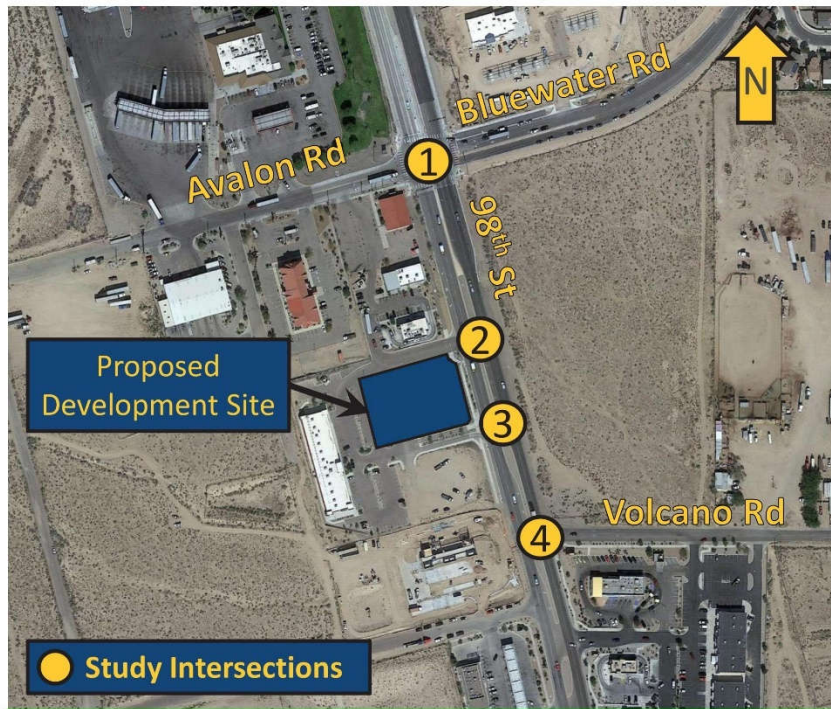 N
Bluewater Rd
Avalon Rd
1
98th St
2
Proposed
Development Site
3
Volcano Rd
4
Study Intersections